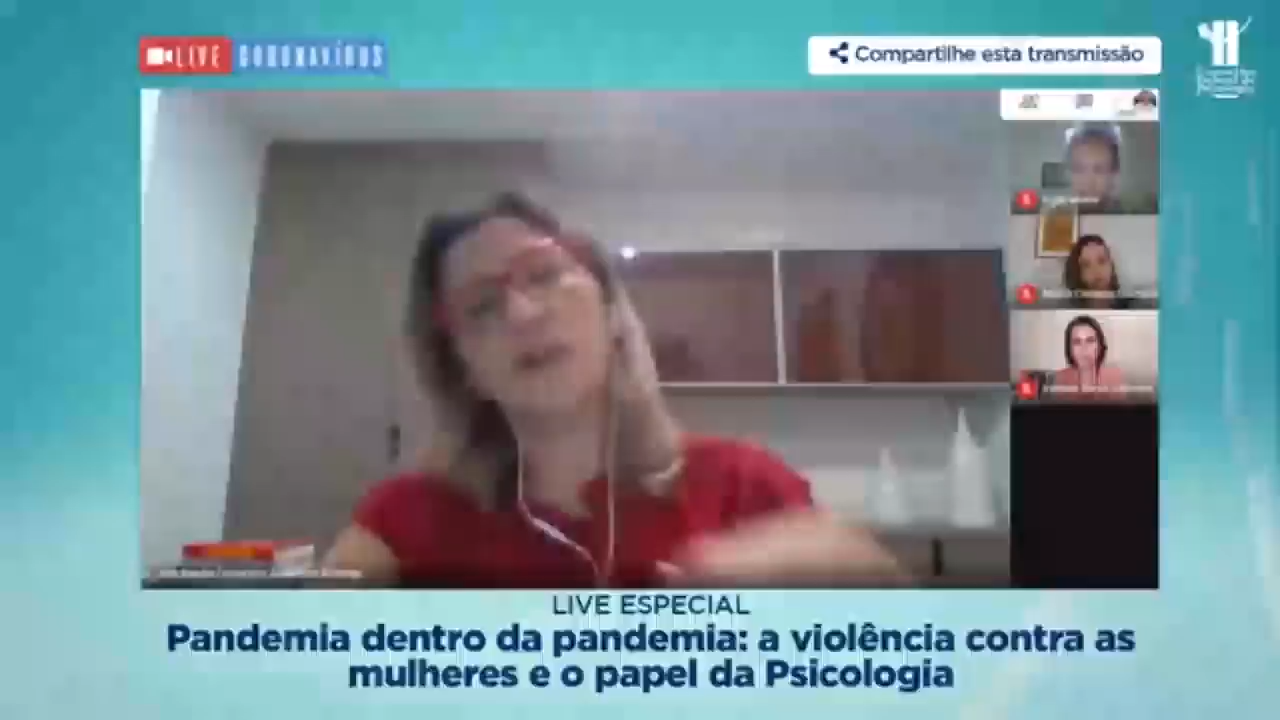 LIVE CORONAVÍRUS
Compartilhe esta transmissão
LIVE ESPECIAL
Pandemia dentro da pandemia: a violência contra as
mulheres e o papel da Psicologia